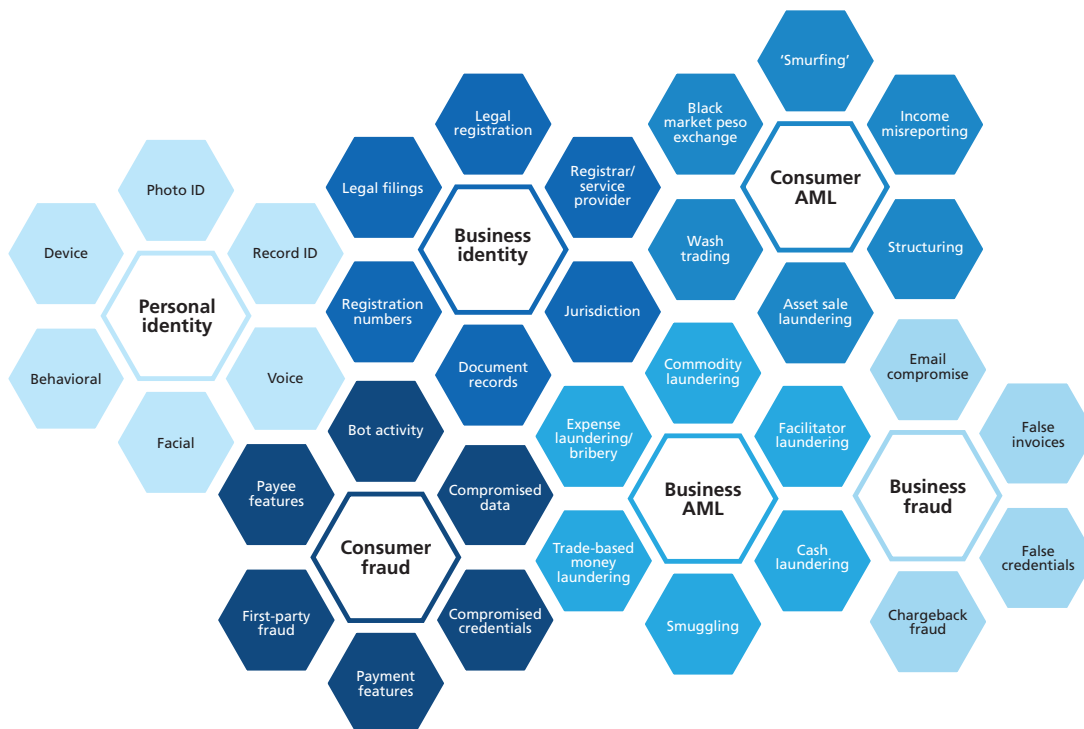 Personal
identity
Photo ID
Record ID
Voice
Facial
Behavioral
Device
Business
identity
Legal
registration
Registrar/
service
provider
Jurisdiction
Document
records
Registration
numbers
Legal filings
Consumer
AML
‘Smurfing’
Income
misreporting
Structuring
Asset sale
laundering
Wash
trading
Black
market peso
exchange
Consumer
fraud
Bot activity
Compromised
data
Compromised
credentials
Payment
features
First-party
fraud
Payee
features
Business
AML
Commodity
laundering
Facilitator
laundering
Cash
laundering
Smuggling
Trade-based
money
laundering
Expense
laundering/
bribery
Business
fraud
Email
compromise
False
invoices
False
credentials
Chargeback
fraud